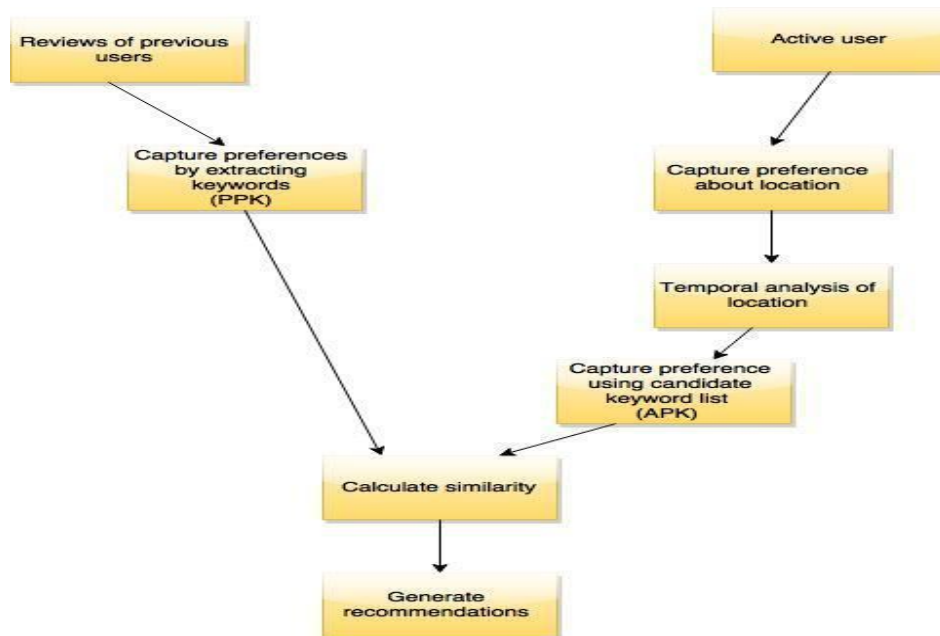 Reviews of previous
users
Active user
Capture preferences
by extracting
keywords
(PPK)
Capture preference
about location
Temporal analysis of
location
Capture preference
using candidate
keyword list
(APK)
Calculate similarity
Generate
recommendations